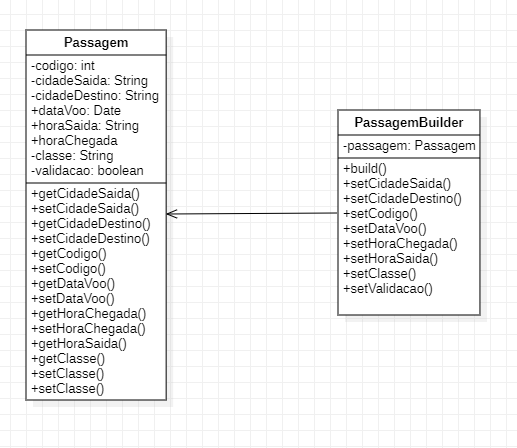 Passagem
-codigo: int
-cidadeSaida: String
-cidadeDestino: String
+dataVoo: Date
+horaSaida: String
+horaChegada
-classe: String
-validacao: boolean
+getCidadeSaida()
+setCidadeSaida()
+getCidadeDestino()
+setCidadeDestino()
+getCodigo()
+setCodigo()
+getDataVoo()
+setDataVoo()
+getHoraChegada()
+setHoraChegada()
+getHoraSaida()
+getClasse()
+setClasse()
+setClasse()
PassagemBuilder
-passagem: Passagem
+build()
+setCidadeSaida()
+setCidadeDestino()
+setCodigo()
+setDataVoo()
+setHoraChegada()
+setHoraSaida()
+setClasse()
+setValidacao()